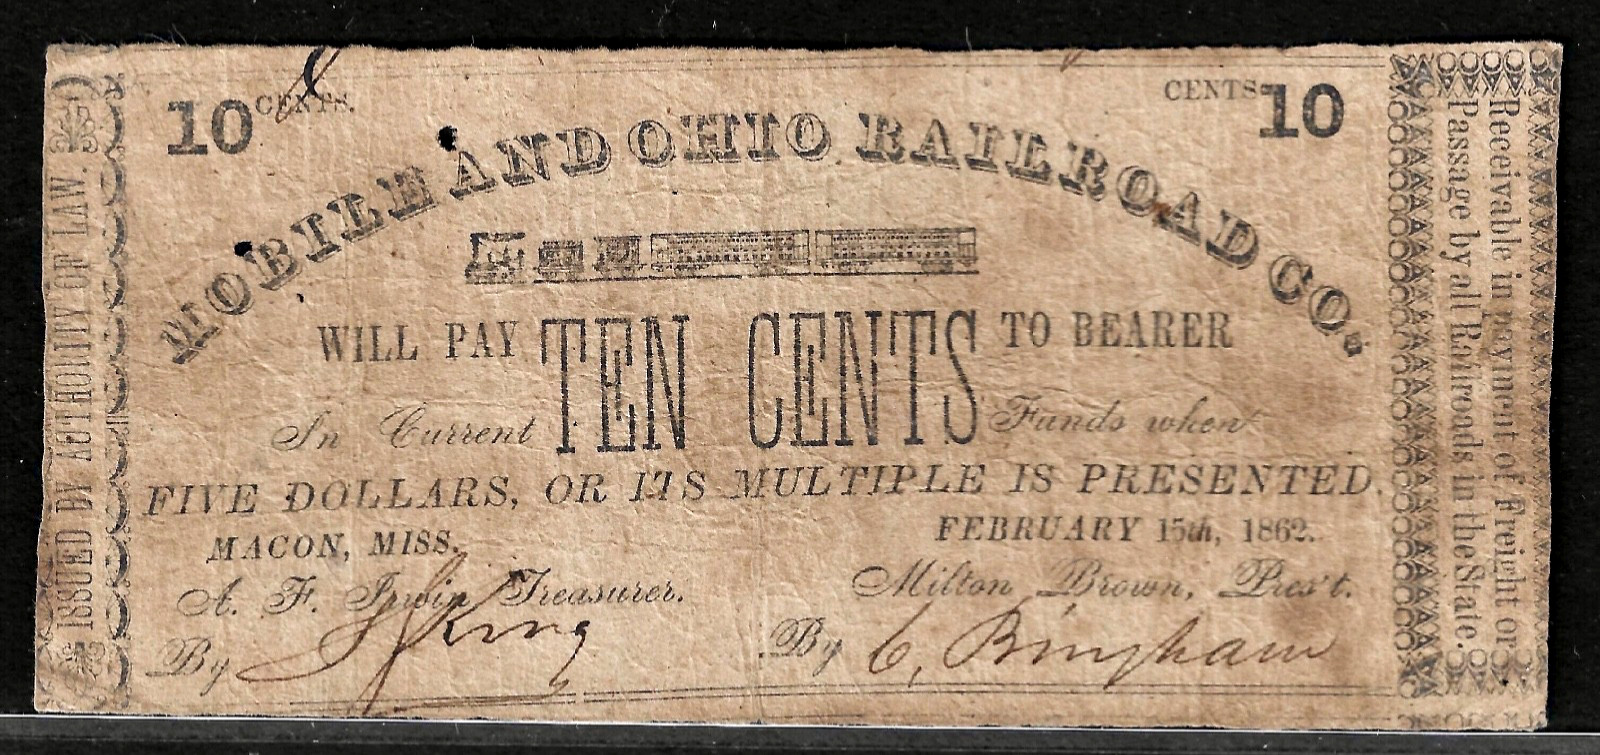 10 CENTS.
CENTS 10
MOBILE AND OHIO RAILROAD CO.
WILL PAY TEN CENTS TO BEARER
In Current Funds when
FIVE DOLLARS, OR ITS MULTIPLE IS PRESENTED.
MACON, MISS.
FEBRUARY 15th, 1862.
A. F. Irwin Treasurer.
Milton Brown, Pres't.
By King
By C. Bingham
ISSUED BY AUTHORITY OF LAW.
Receivable in payment of Freight or
Passage by all Railroads in the State.